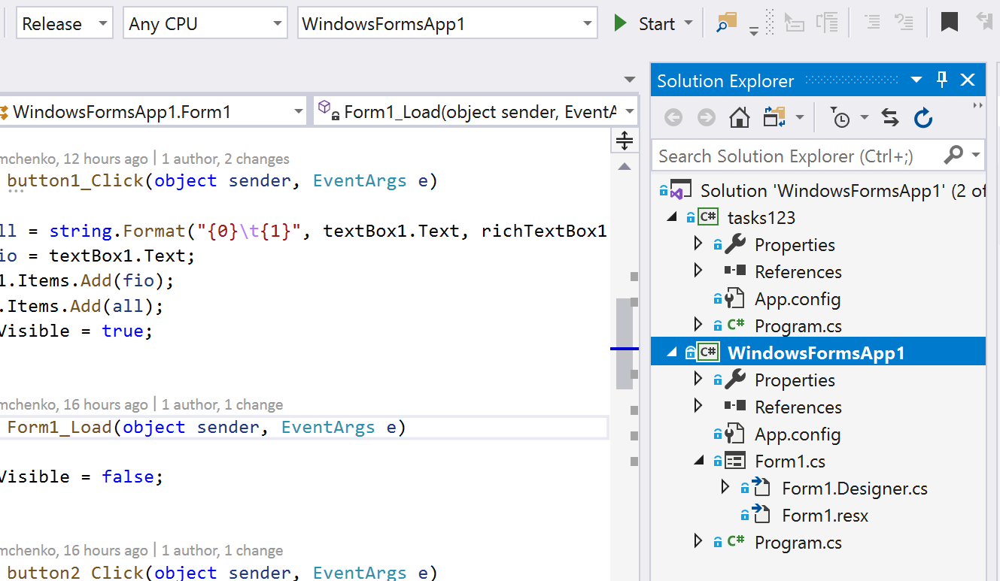 Release Any CPU WindowsFormsApp1 Start
Solution Explorer
WindowsFormsApp1.Form1 Form1_Load(object sender, EventA
Search Solution Explorer (Ctrl+;)
mchenko, 12 hours ago | 1 author, 2 changes
button1_Click(object sender, EventArgs e)
ll = string.Format("{0}\t{1}", textBox1.Text, richTextBox1
io = textBox1.Text;
1.Items.Add(fio);
.Items.Add(all);
Visible = true;
mchenko, 16 hours ago | 1 author, 1 change
Form1_Load(object sender, EventArgs e)
Visible = false;
mchenko, 16 hours ago | 1 author, 1 change
button2_Click(object sender, EventArgs e)
Solution 'WindowsFormsApp1' (2 of
C# tasks123
Properties
References
App.config
C# Program.cs
C# WindowsFormsApp1
Properties
References
App.config
Form1.cs
Form1.Designer.cs
Form1.resx
C# Program.cs